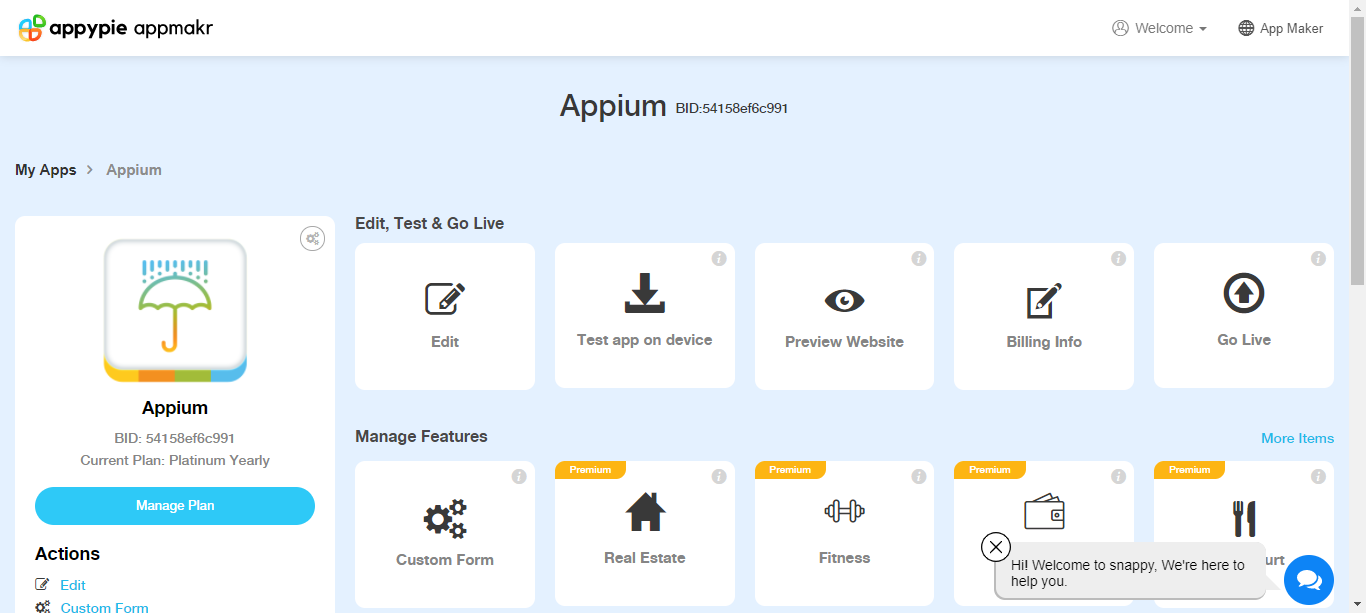 appypie appmakr
Welcome
App Maker
Appium BID:54158ef6c991
My Apps > Appium
Appium
BID: 54158ef6c991
Current Plan: Platinum Yearly
Manage Plan
Actions
Edit
Custom Form
Edit, Test & Go Live
Edit
Test app on device
Preview Website
Billing Info
Go Live
Manage Features
More Items
Custom Form
Premium
Real Estate
Premium
Fitness
Premium
Premium
Hi! Welcome to snappy, We're here to
help you.